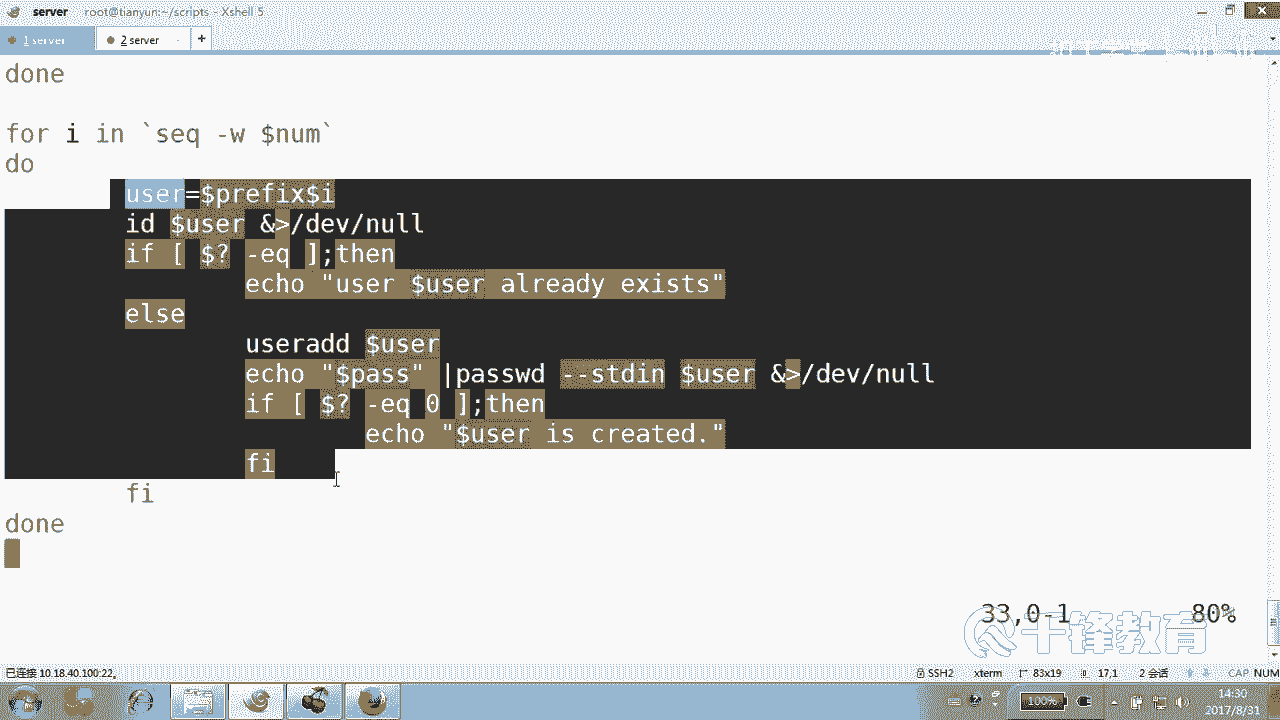 server root@tianyun:~/scripts - Xshell 5
1 server 2 server +
done
for i in `seq -w $num`
do
user=$prefix$i
id $user &>/dev/null
if [ $? -eq ];then
echo "user $user already exists"
else
useradd $user
echo "$pass" |passwd --stdin $user &>/dev/null
if [ $? -eq 0 ];then
echo "$user is created."
fi
fi
done
33,0-1 80%
千锋教育
已连接 10.18.40.100:22。 SSH2 xterm 83x19 17,1 2 会话 CAP NUM
100% 14:30
2017/8/31